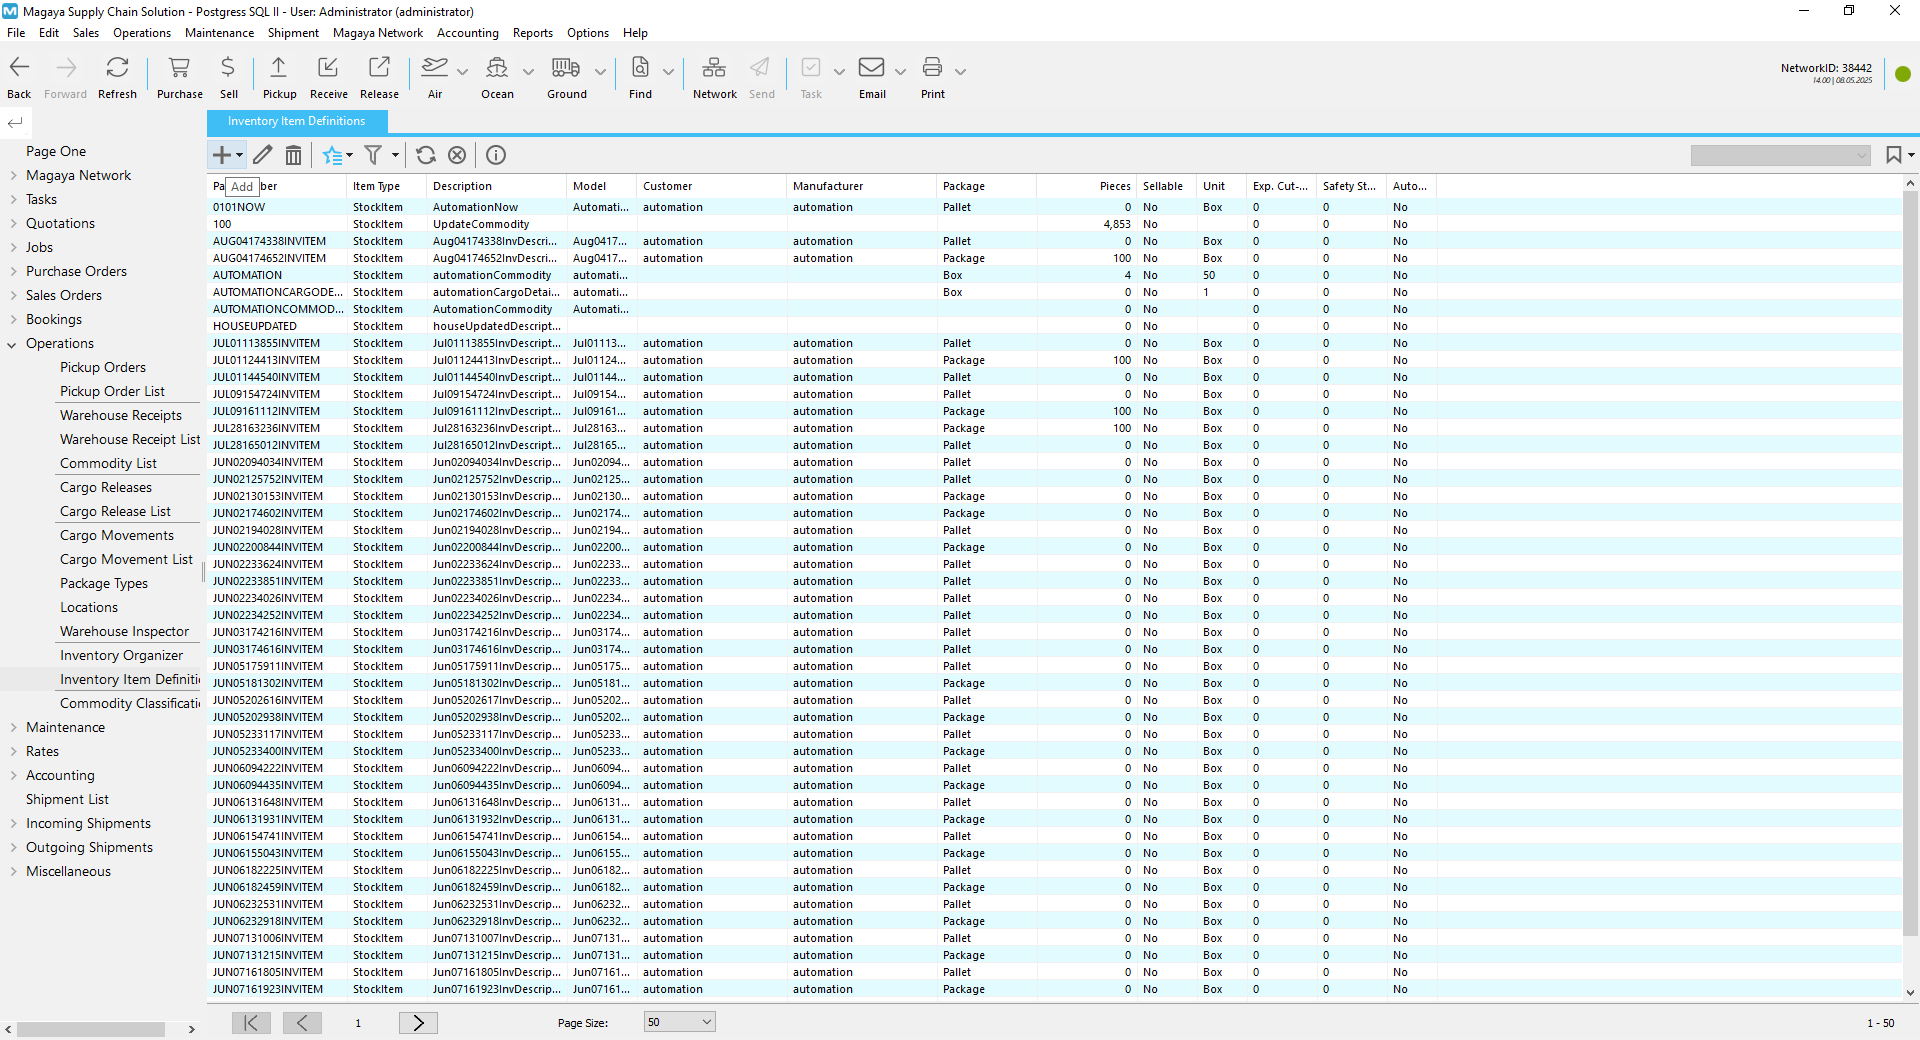 Magaya Supply Chain Solution - Postgress SQL II - User: Administrator (administrator)
File Edit Sales Operations Maintenance Shipment Magaya Network Accounting Reports Options Help
Back Forward Refresh Purchase Sell Pickup Receive Release Air Ocean Ground Find Network Send Task Email Print
NetworkID: 38442
14.00 | 08.05.2025
Inventory Item Definitions
Page One
Magaya Network
Tasks
Quotations
Jobs
Purchase Orders
Sales Orders
Bookings
Operations
Pickup Orders
Pickup Order List
Warehouse Receipts
Warehouse Receipt List
Commodity List
Cargo Releases
Cargo Release List
Cargo Movements
Cargo Movement List
Package Types
Locations
Warehouse Inspector
Inventory Organizer
Inventory Item Definiti
Commodity Classificati
Maintenance
Rates
Accounting
Shipment List
Incoming Shipments
Outgoing Shipments
Miscellaneous
Add
Pa ber Item Type Description Model Customer Manufacturer Package Pieces Sellable Unit Exp. Cut-... Safety St... Auto...
0101NOW StockItem AutomationNow Automati... automation automation Pallet 0 No Box 0 0 No
100 StockItem UpdateCommodity 4,853 No 0 0 No
AUG04174338INVITEM StockItem Aug04174338InvDescri... Aug0417... automation automation Pallet 0 No Box 0 0 No
AUG04174652INVITEM StockItem Aug04174652InvDescri... Aug0417... automation automation Package 100 No Box 0 0 No
AUTOMATION StockItem automationCommodity automati... Box 4 No 50 0 0 No
AUTOMATIONCARGODE... StockItem automationCargoDetai... automati... Box 0 No 1 0 0 No
AUTOMATIONCOMMOD... StockItem AutomationCommodity Automati... 0 No 0 0 No
HOUSEUPDATED StockItem houseUpdatedDescript... 0 No 0 0 No
JUL01113855INVITEM StockItem Jul01113855InvDescript... Jul01113... automation automation Pallet 0 No Box 0 0 No
JUL01124413INVITEM StockItem Jul01124413InvDescript... Jul01124... automation automation Package 100 No Box 0 0 No
JUL01144540INVITEM StockItem Jul01144540InvDescript... Jul01144... automation automation Pallet 0 No Box 0 0 No
JUL09154724INVITEM StockItem Jul09154724InvDescript... Jul09154... automation automation Pallet 0 No Box 0 0 No
JUL09161112INVITEM StockItem Jul09161112InvDescript... Jul09161... automation automation Package 100 No Box 0 0 No
JUL28163236INVITEM StockItem Jul28163236InvDescript... Jul28163... automation automation Package 100 No Box 0 0 No
JUL28165012INVITEM StockItem Jul28165012InvDescript... Jul28165... automation automation Pallet 0 No Box 0 0 No
JUN02094034INVITEM StockItem Jun02094034InvDescrip... Jun02094... automation automation Pallet 0 No Box 0 0 No
JUN02125752INVITEM StockItem Jun02125752InvDescrip... Jun02125... automation automation Pallet 0 No Box 0 0 No
JUN02130153INVITEM StockItem Jun02130153InvDescrip... Jun02130... automation automation Package 0 No Box 0 0 No
JUN02174602INVITEM StockItem Jun02174602InvDescrip... Jun02174... automation automation Package 0 No Box 0 0 No
JUN02194028INVITEM StockItem Jun02194028InvDescrip... Jun02194... automation automation Pallet 0 No Box 0 0 No
JUN02200844INVITEM StockItem Jun02200844InvDescrip... Jun02200... automation automation Package 0 No Box 0 0 No
JUN02233624INVITEM StockItem Jun02233624InvDescrip... Jun02233... automation automation Pallet 0 No Box 0 0 No
JUN02233851INVITEM StockItem Jun02233851InvDescrip... Jun02233... automation automation Pallet 0 No Box 0 0 No
JUN02234026INVITEM StockItem Jun02234026InvDescrip... Jun02234... automation automation Pallet 0 No Box 0 0 No
JUN02234252INVITEM StockItem Jun02234252InvDescrip... Jun02234... automation automation Pallet 0 No Box 0 0 No
JUN03174216INVITEM StockItem Jun03174216InvDescrip... Jun03174... automation automation Pallet 0 No Box 0 0 No
JUN03174616INVITEM StockItem Jun03174616InvDescrip... Jun03174... automation automation Pallet 0 No Box 0 0 No
JUN05175911INVITEM StockItem Jun05175911InvDescrip... Jun05175... automation automation Pallet 0 No Box 0 0 No
JUN05181302INVITEM StockItem Jun05181302InvDescrip... Jun05181... automation automation Package 0 No Box 0 0 No
JUN05202616INVITEM StockItem Jun05202617InvDescrip... Jun05202... automation automation Pallet 0 No Box 0 0 No
JUN05202938INVITEM StockItem Jun05202938InvDescrip... Jun05202... automation automation Package 0 No Box 0 0 No
JUN05233117INVITEM StockItem Jun05233117InvDescrip... Jun05233... automation automation Pallet 0 No Box 0 0 No
JUN05233400INVITEM StockItem Jun05233400InvDescrip... Jun05233... automation automation Package 0 No Box 0 0 No
JUN06094222INVITEM StockItem Jun06094222InvDescrip... Jun06094... automation automation Pallet 0 No Box 0 0 No
JUN06094435INVITEM StockItem Jun06094435InvDescrip... Jun06094... automation automation Package 0 No Box 0 0 No
JUN06131648INVITEM StockItem Jun06131648InvDescrip... Jun06131... automation automation Pallet 0 No Box 0 0 No
JUN06131931INVITEM StockItem Jun06131932InvDescrip... Jun06131... automation automation Package 0 No Box 0 0 No
JUN06154741INVITEM StockItem Jun06154741InvDescrip... Jun06154... automation automation Pallet 0 No Box 0 0 No
JUN06155043INVITEM StockItem Jun06155043InvDescrip... Jun06155... automation automation Package 0 No Box 0 0 No
JUN06182225INVITEM StockItem Jun06182225InvDescrip... Jun06182... automation automation Pallet 0 No Box 0 0 No
JUN06182459INVITEM StockItem Jun06182459InvDescrip... Jun06182... automation automation Package 0 No Box 0 0 No
JUN06232531INVITEM StockItem Jun06232531InvDescrip... Jun06232... automation automation Pallet 0 No Box 0 0 No
JUN06232918INVITEM StockItem Jun06232918InvDescrip... Jun06232... automation automation Package 0 No Box 0 0 No
JUN07131006INVITEM StockItem Jun07131007InvDescrip... Jun07131... automation automation Pallet 0 No Box 0 0 No
JUN07131215INVITEM StockItem Jun07131215InvDescrip... Jun07131... automation automation Package 0 No Box 0 0 No
JUN07161805INVITEM StockItem Jun07161805InvDescrip... Jun07161... automation automation Pallet 0 No Box 0 0 No
JUN07161923INVITEM StockItem Jun07161923InvDescrip... Jun07161... automation automation Package 0 No Box 0 0 No
1 Page Size: 50 1 - 50